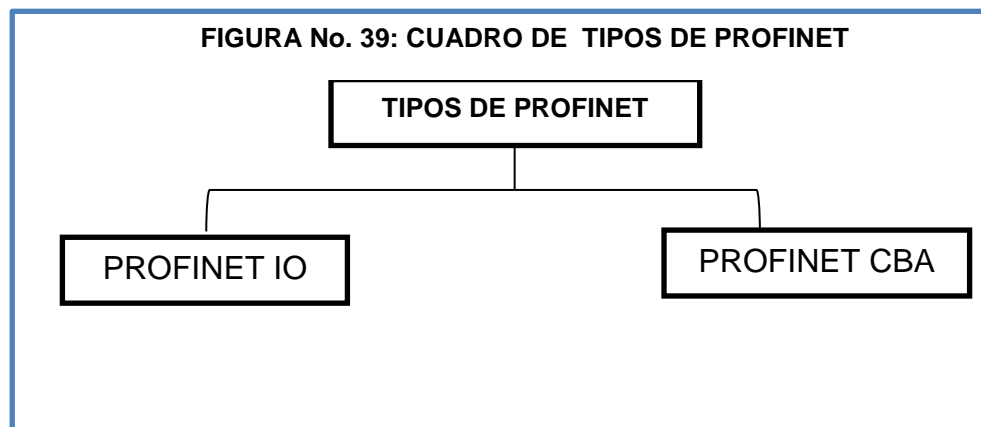 FIGURA No. 39: CUADRO DE TIPOS DE PROFINET
TIPOS DE PROFINET
PROFINET IO
PROFINET CBA